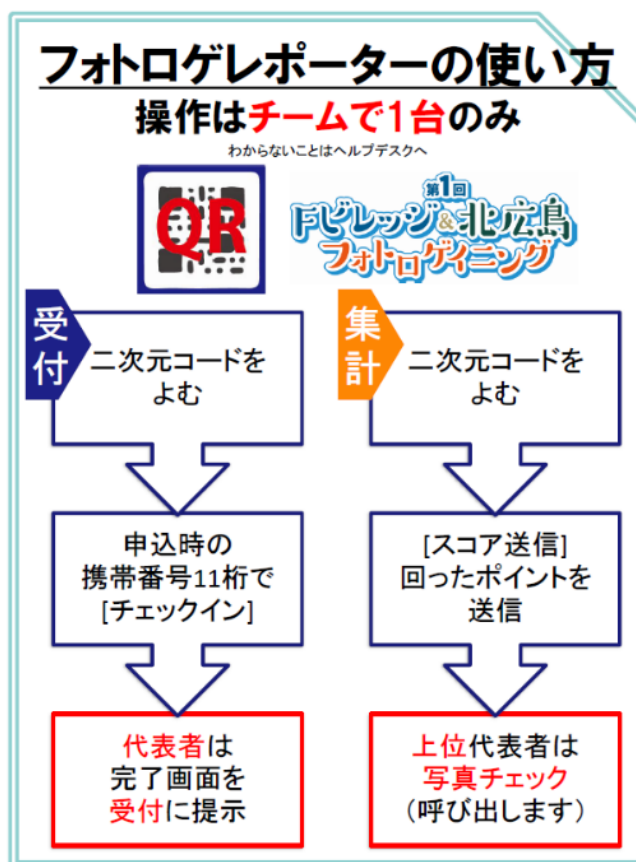 フォトロゲレポーターの使い方
操作はチームで1台のみ
わからないことはヘルプデスクへ
QR
第1回
Fビレッジ&北広島
フォトロゲイニング
受付
二次元コードを
よむ
申込時の
携帯番号11桁で
[チェックイン]
代表者は
完了画面を
受付に提示
集計
二次元コードを
よむ
[スコア送信]
回ったポイントを
送信
上位代表者は
写真チェック
(呼び出します)